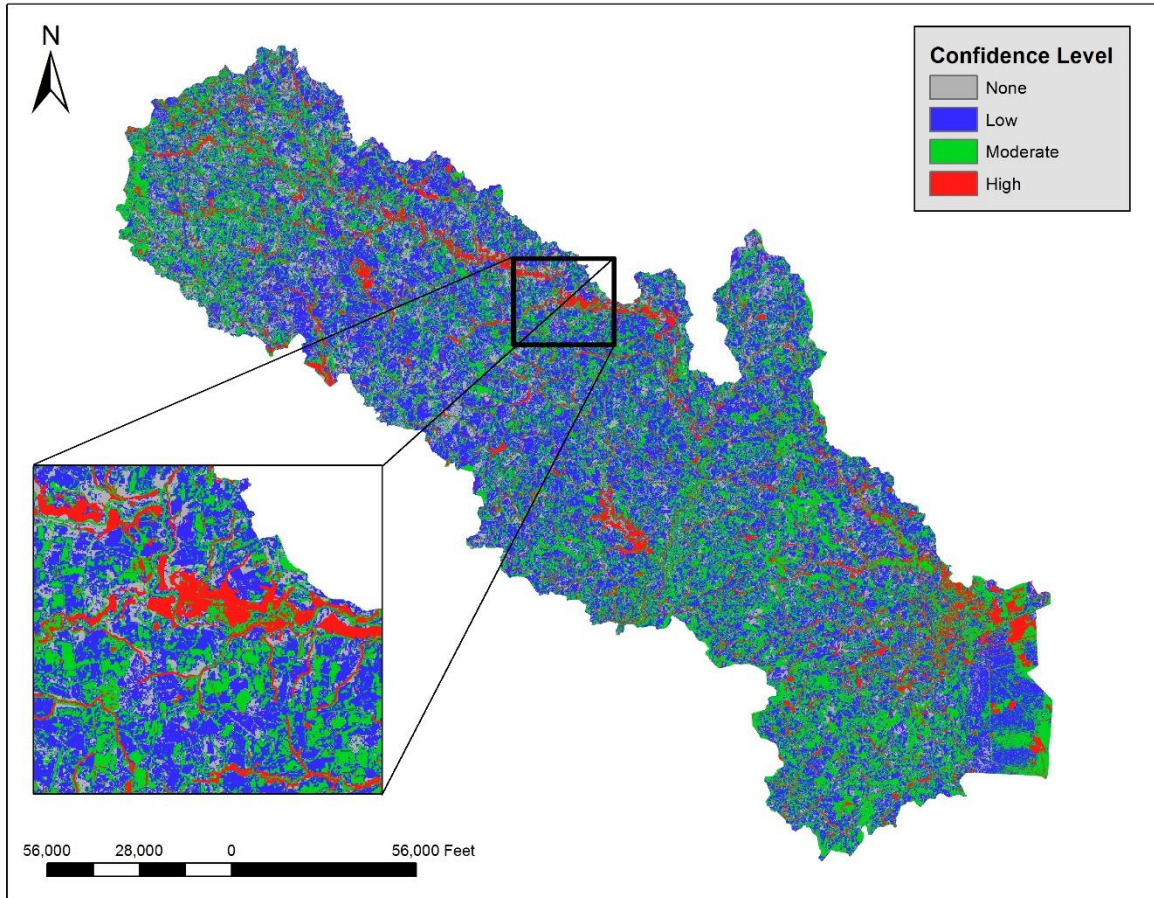 N
Confidence Level
None
Low
Moderate
High
56,000 28,000 0 56,000 Feet